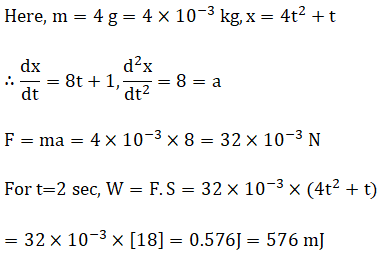 Here, m = 4 g = 4 × 10⁻³ kg, x = 4t² + t
∴ dx/dt = 8t + 1, d²x/dt² = 8 = a
F = ma = 4 × 10⁻³ × 8 = 32 × 10⁻³ N
For t=2 sec, W = F. S = 32 × 10⁻³ × (4t² + t)
= 32 × 10⁻³ × [18] = 0.576J = 576 mJ